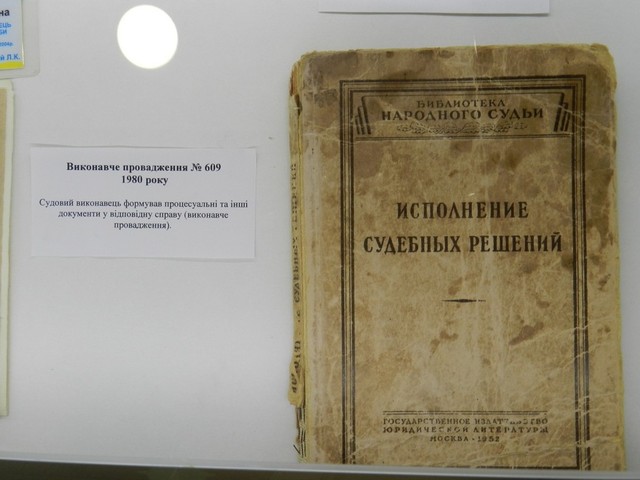 Виконавче провадження № 609
1980 року
Судовий виконавець формував процесуальні та інші
документи у відповідну справу (виконавче
провадження).
БИБЛИОТЕКА
НАРОДНОГО СУДЬИ
ИСПОЛНЕНИЕ
СУДЕБНЫХ РЕШЕНИЙ
ГОСУДАРСТВЕННОЕ ИЗДАТЕЛЬСТВО
ЮРИДИЧЕСКОЙ ЛИТЕРАТУРЫ
МОСКВА - 1952